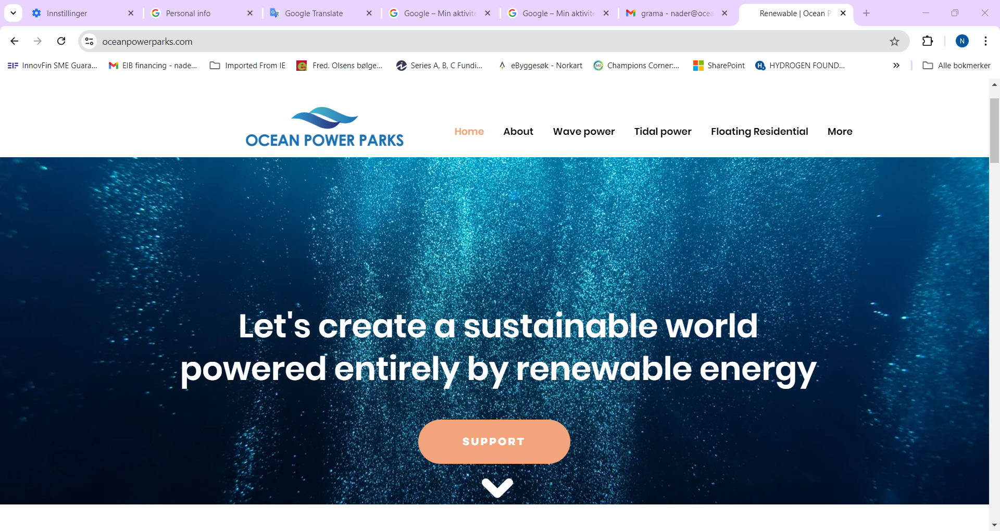 Innstillinger
Personal info
Google Translate
Google – Min aktivite
Google – Min aktivite
grama - nader@ocea
Renewable | Ocean P
oceanpowerparks.com
N
InnovFin SME Guara...
EIB financing - nade...
Imported From IE
Fred. Olsens bølge...
Series A, B, C Fundi...
eByggesøk - Norkart
Champions Corner:...
SharePoint
HYDROGEN FOUND...
Alle bokmerker
OCEAN POWER PARKS
Home
About
Wave power
Tidal power
Floating Residential
More
Let's create a sustainable world
powered entirely by renewable energy
SUPPORT